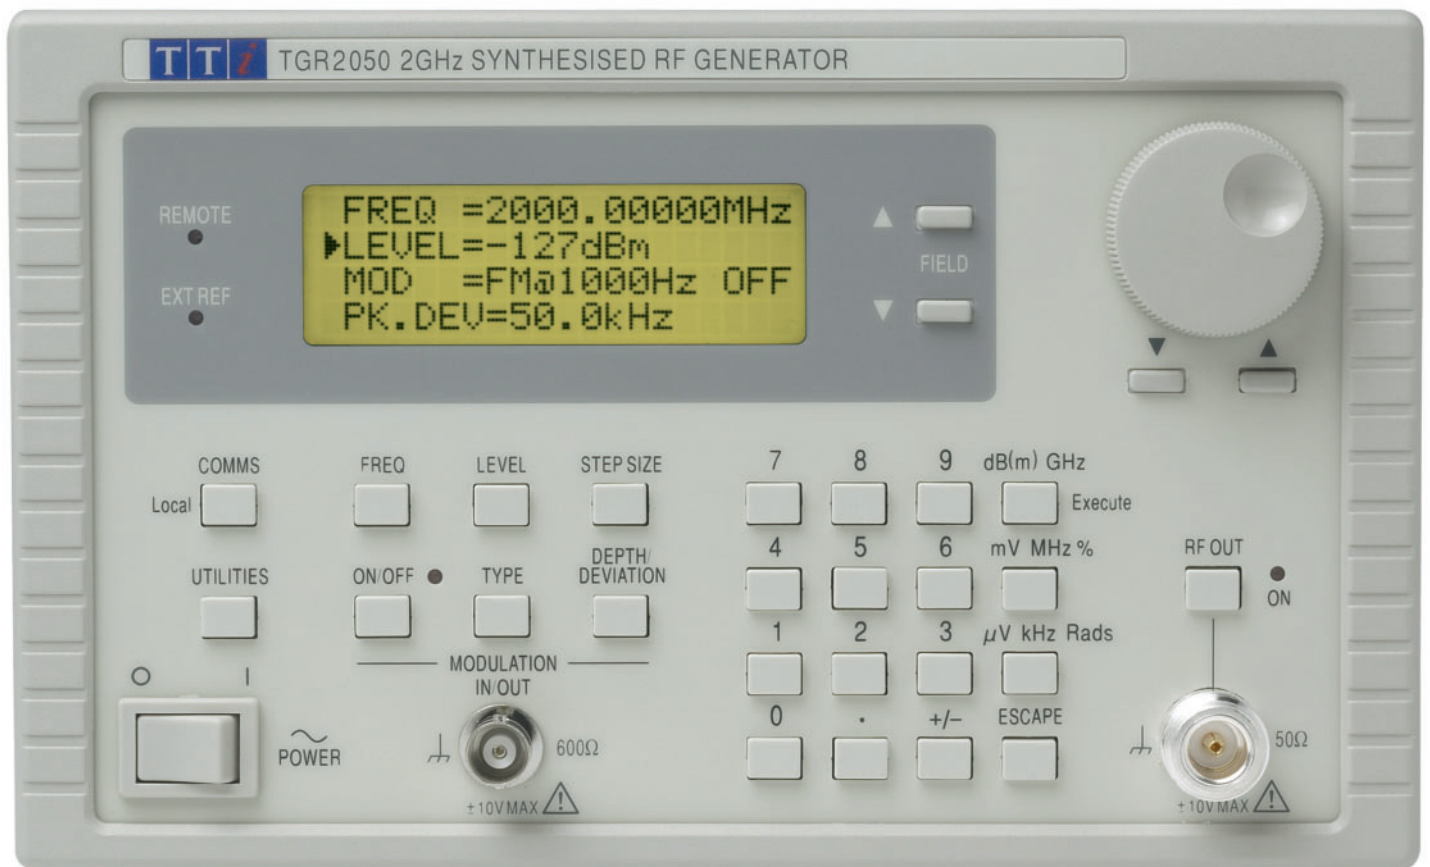 TTi TGR2050 2GHz SYNTHESISED RF GENERATOR
REMOTE
EXT REF
FREQ =2000.00000MHz
▶LEVEL=-127dBm
MOD =FM@1000Hz OFF
PK.DEV=50.0kHz
▲
FIELD
▼
▼ ▲
COMMS FREQ LEVEL STEP SIZE
Local
7 8 9 dB(m) GHz
Execute
UTILITIES ON/OFF TYPE DEPTH/
DEVIATION
4 5 6 mV MHz %
RF OUT
ON
1 2 3 µV kHz Rads
MODULATION
IN/OUT
0 . +/– ESCAPE
O I
POWER
600Ω
±10V MAX
50Ω
±10V MAX